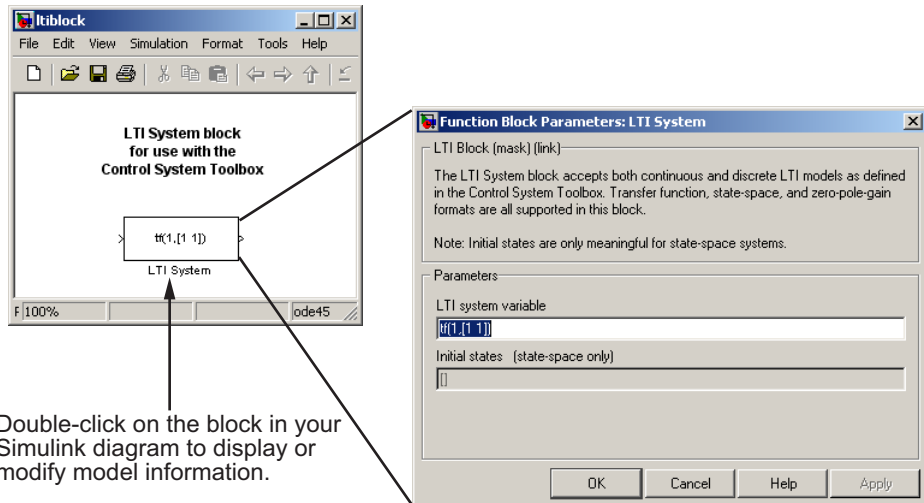 ltiblock
File Edit View Simulation Format Tools Help
LTI System block
for use with the
Control System Toolbox
tf(1,[1 1])
LTI System
100% ode45
Double-click on the block in your
Simulink diagram to display or
modify model information.
Function Block Parameters: LTI System
LTI Block (mask) (link)
The LTI System block accepts both continuous and discrete LTI models as defined
in the Control System Toolbox. Transfer function, state-space, and zero-pole-gain
formats are all supported in this block.
Note: Initial states are only meaningful for state-space systems.
Parameters
LTI system variable
tf(1,[1 1])
Initial states (state-space only)
[]
OK Cancel Help Apply